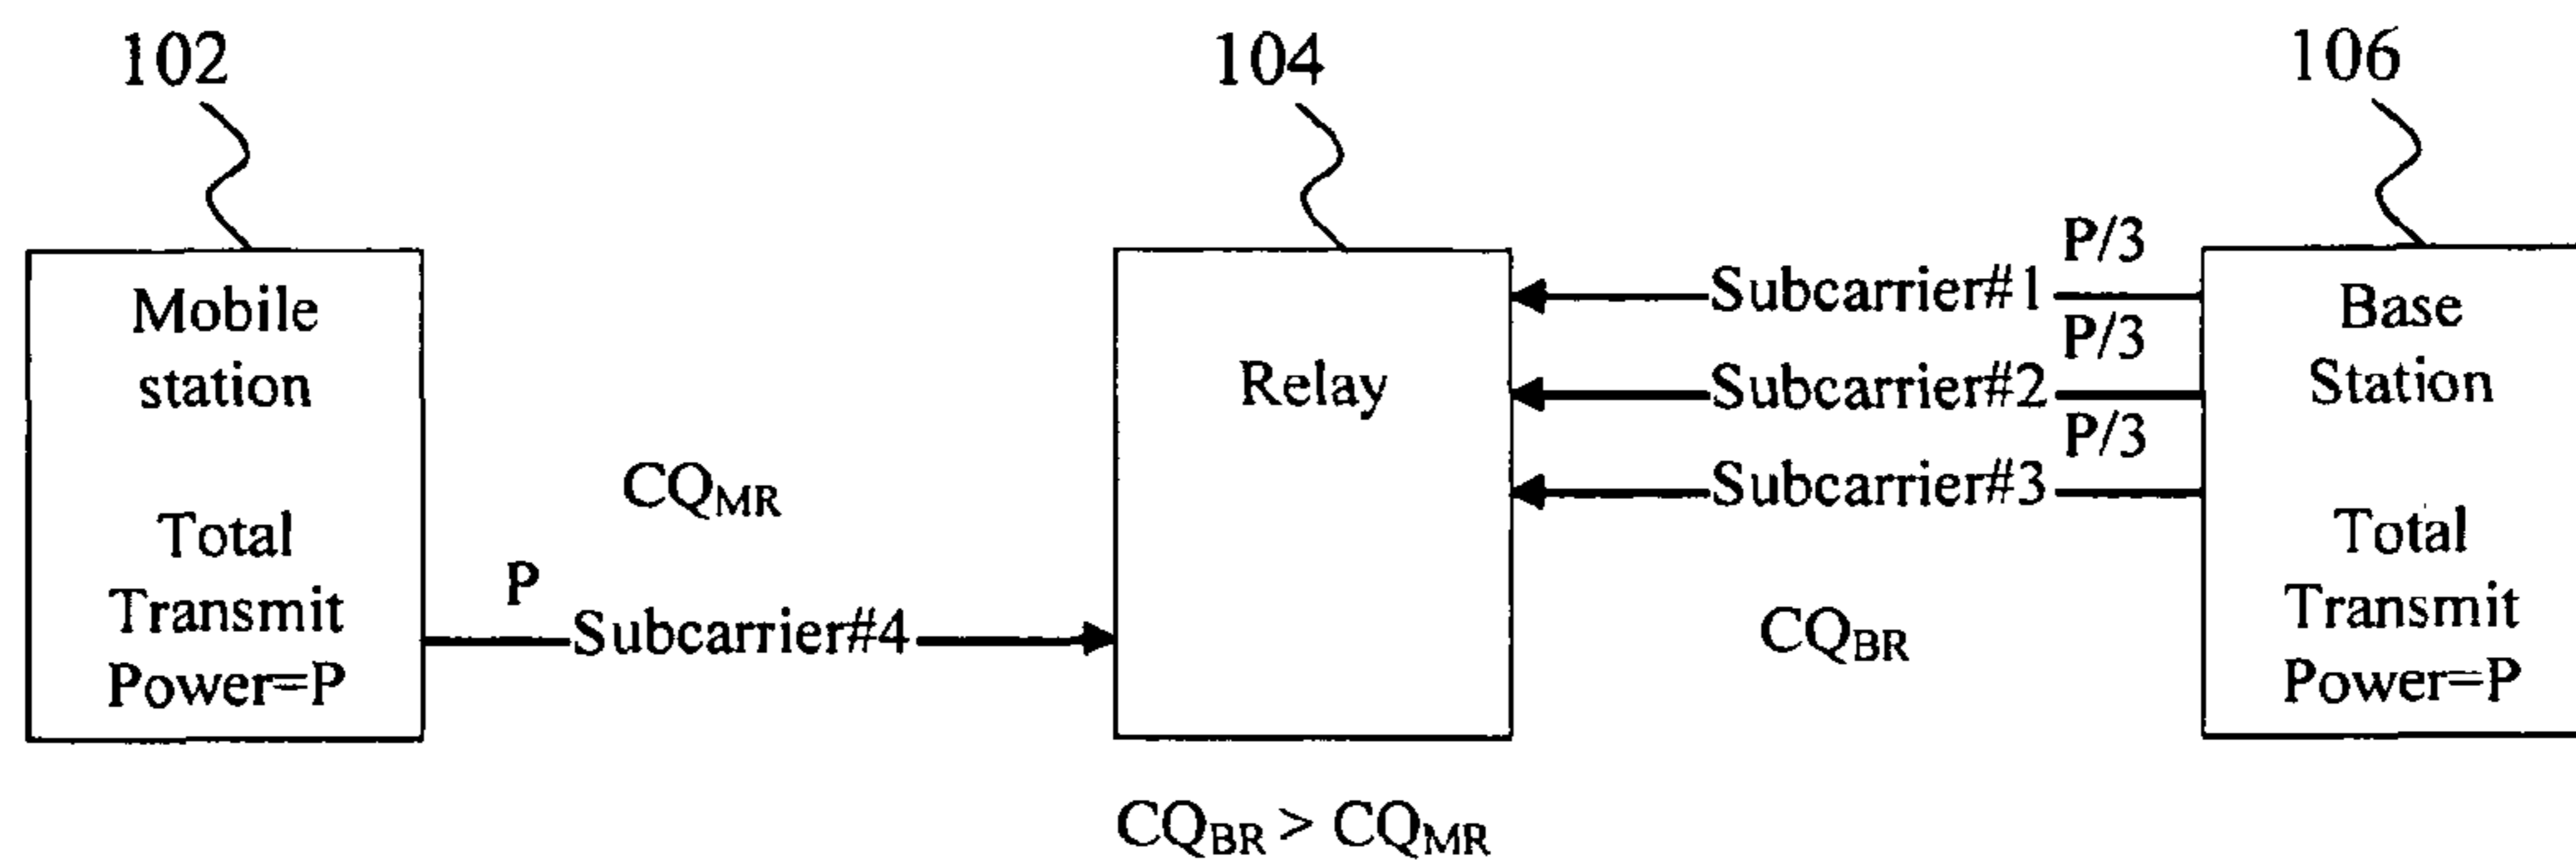 102
104
106
Mobile
station
Total
Transmit
Power=P
CQMR
P
Subcarrier#4
Relay
P/3
Subcarrier#1
P/3
Subcarrier#2
P/3
Subcarrier#3
CQBR
Base
Station
Total
Transmit
Power=P
CQBR > CQMR